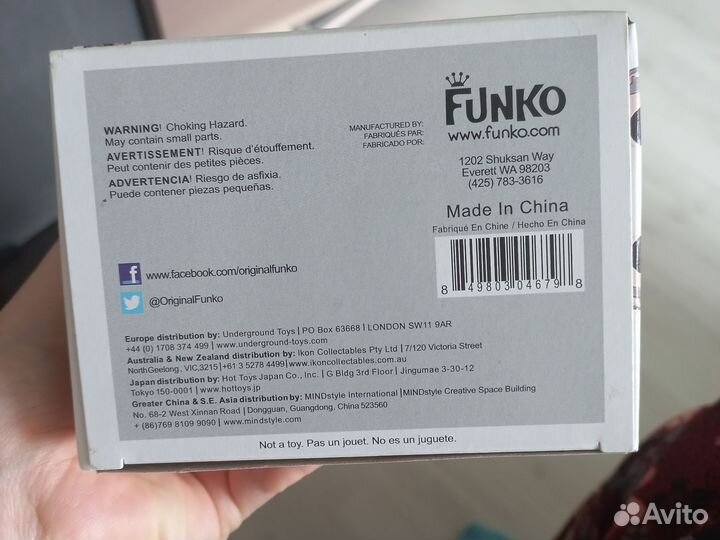 WARNING! Choking Hazard.
May contain small parts.
AVERTISSEMENT! Risque d'étouffement.
Peut contenir des petites pièces.
ADVERTENCIA! Riesgo de asfixia.
Puede contener piezas pequeñas.
MANUFACTURED BY:
FABRIQUÉS PAR:
FABRICADO POR:
FUNKO
www.funko.com
1202 Shuksan Way
Everett WA 98203
(425) 783-3616
Made In China
Fabriqué En Chine / Hecho En China
8 49803 04679 8
f www.facebook.com/originalfunko
@OriginalFunko
Europe distribution by: Underground Toys | PO Box 63668 | LONDON SW11 9AR
+44 (0) 1708 374 499 | www.underground-toys.com
Australia & New Zealand distribution by: Ikon Collectables Pty Ltd | 7/120 Victoria Street
NorthGeelong, VIC,3215 | +61 3 5278 4499 | www.ikoncollectables.com.au
Japan distribution by: Hot Toys Japan Co., Inc. | G Bldg 3rd Floor | Jingumae 3-30-12
Tokyo 150-0001 | www.hottoys.jp
Greater China & S.E. Asia distribution by: MINDstyle International | MINDstyle Creative Space Building
No. 68-2 West Xinnan Road | Dongguan, Guangdong, China 523560
+ (86)769 8109 9090 | www.mindstyle.com
Not a toy. Pas un jouet. No es un juguete.
Avito